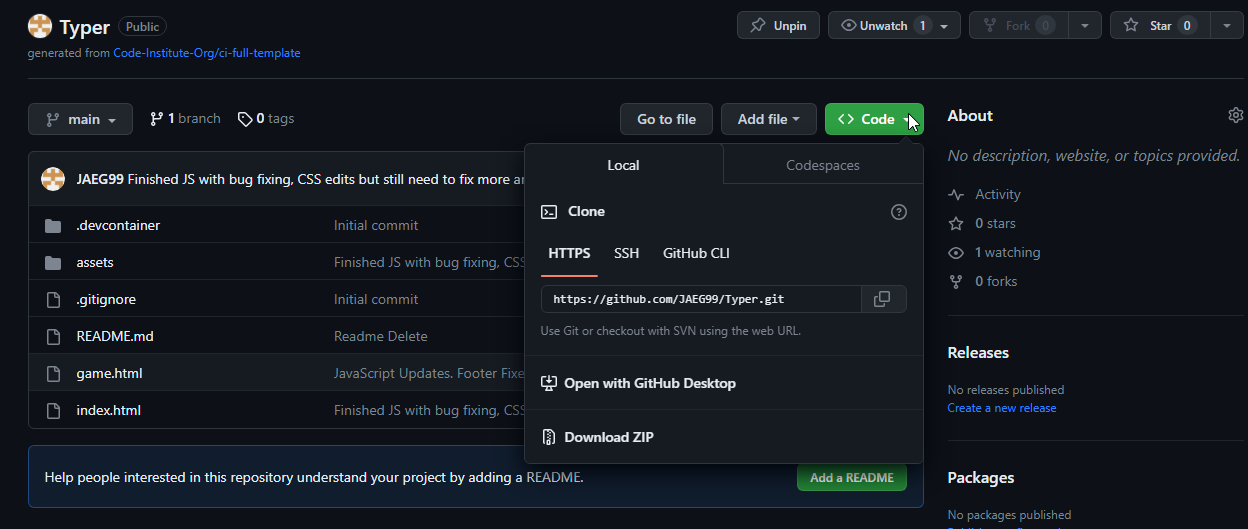 Typer Public
Unpin
Unwatch 1
Fork 0
Star 0
generated from Code-Institute-Org/ci-full-template
main
1 branch
0 tags
Go to file
Add file
Code
JAEG99 Finished JS with bug fixing, CSS edits but still need to fix more
.devcontainer Initial commit
assets Finished JS with bug fixing, CSS
.gitignore Initial commit
README.md Readme Delete
game.html JavaScript Updates. Footer Fixe
index.html Finished JS with bug fixing, CSS
Local
Codespaces
Clone
HTTPS SSH GitHub CLI
https://github.com/JAEG99/Typer.git
Use Git or checkout with SVN using the web URL.
Open with GitHub Desktop
Download ZIP
Help people interested in this repository understand your project by adding a README.
Add a README
About
No description, website, or topics provided.
Activity
0 stars
1 watching
0 forks
Releases
No releases published
Create a new release
Packages
No packages published